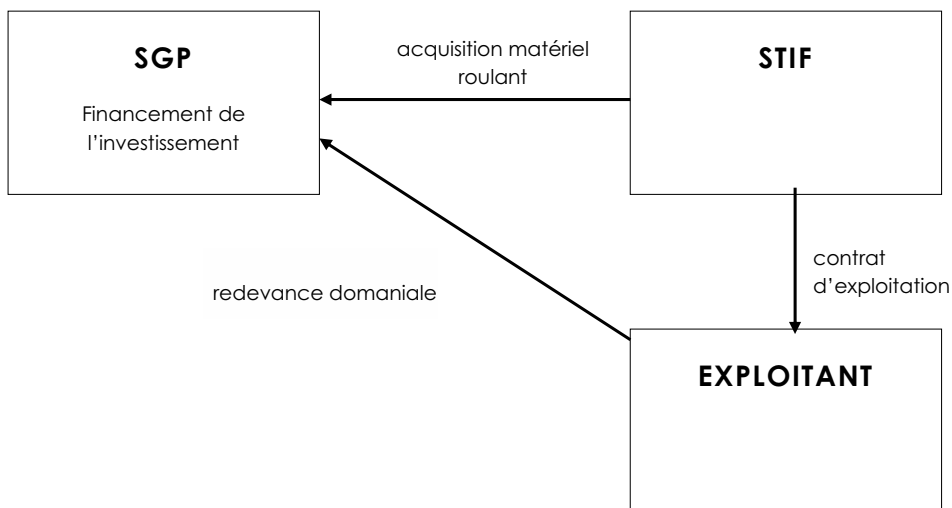 SGP
Financement de
l’investissement
acquisition matériel
roulant
STIF
redevance domaniale
contrat
d’exploitation
EXPLOITANT